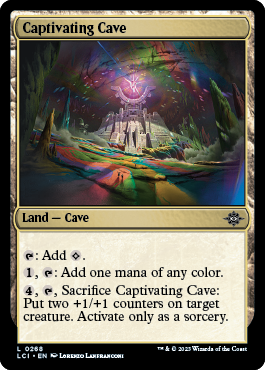 Captivating Cave
Land — Cave
: Add .
1, : Add one mana of any color.
4, , Sacrifice Captivating Cave:
Put two +1/+1 counters on target
creature. Activate only as a sorcery.
L 0268
LCI • EN Lorenzo Lanfranconi
™ & © 2023 Wizards of the Coast